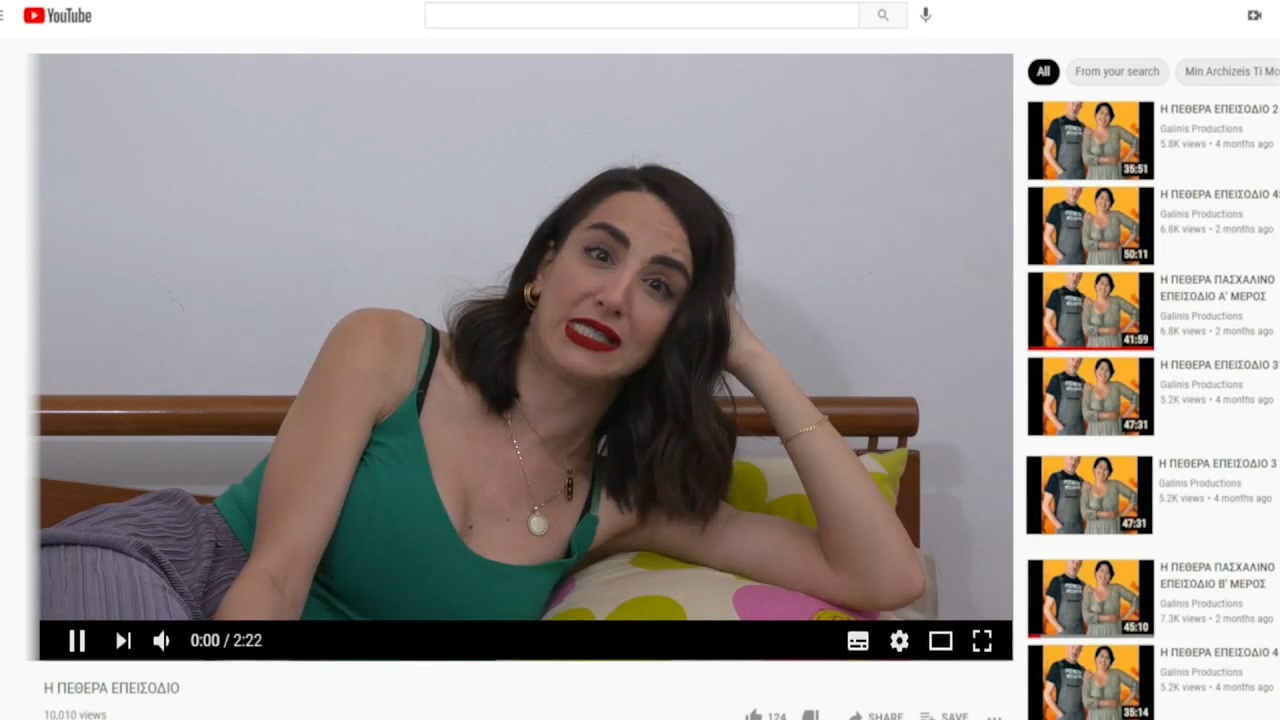 YouTube
All
From your search
Min Archizeis Ti Mo
Η ΠΕΘΕΡΑ ΕΠΕΙΣΟΔΙΟ 2
Galinis Productions
5.8K views • 4 months ago
35:51
Η ΠΕΘΕΡΑ ΕΠΕΙΣΟΔΙΟ 45
Galinis Productions
6.8K views • 2 months ago
50:11
Η ΠΕΘΕΡΑ ΠΑΣΧΑΛΙΝΟ
ΕΠΕΙΣΟΔΙΟ Α' ΜΕΡΟΣ
Galinis Productions
6.8K views • 2 months ago
41:59
Η ΠΕΘΕΡΑ ΕΠΕΙΣΟΔΙΟ 3
Galinis Productions
5.2K views • 4 months ago
47:31
Η ΠΕΘΕΡΑ ΕΠΕΙΣΟΔΙΟ 3
Galinis Productions
5.2K views • 4 months ago
47:31
Η ΠΕΘΕΡΑ ΠΑΣΧΑΛΙΝΟ
ΕΠΕΙΣΟΔΙΟ Β' ΜΕΡΟΣ
Galinis Productions
7.3K views • 2 months ago
45:10
Η ΠΕΘΕΡΑ ΕΠΕΙΣΟΔΙΟ 4
Galinis Productions
5.2K views • 4 months ago
35:14
0:00 / 2:22
Η ΠΕΘΕΡΑ ΕΠΕΙΣΟΔΙΟ
10,010 views
124
SHARE
SAVE